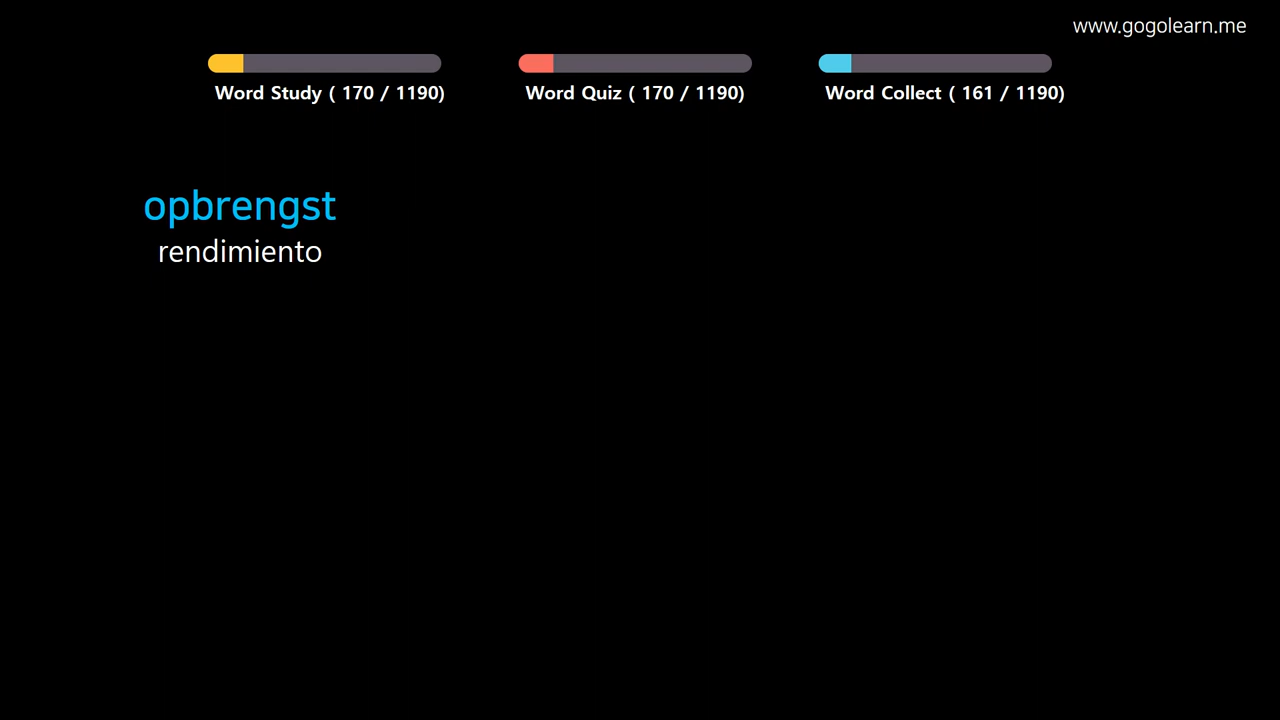 www.gogolearn.me
Word Study ( 170 / 1190)
Word Quiz ( 170 / 1190)
Word Collect ( 161 / 1190)
opbrengst
rendimiento